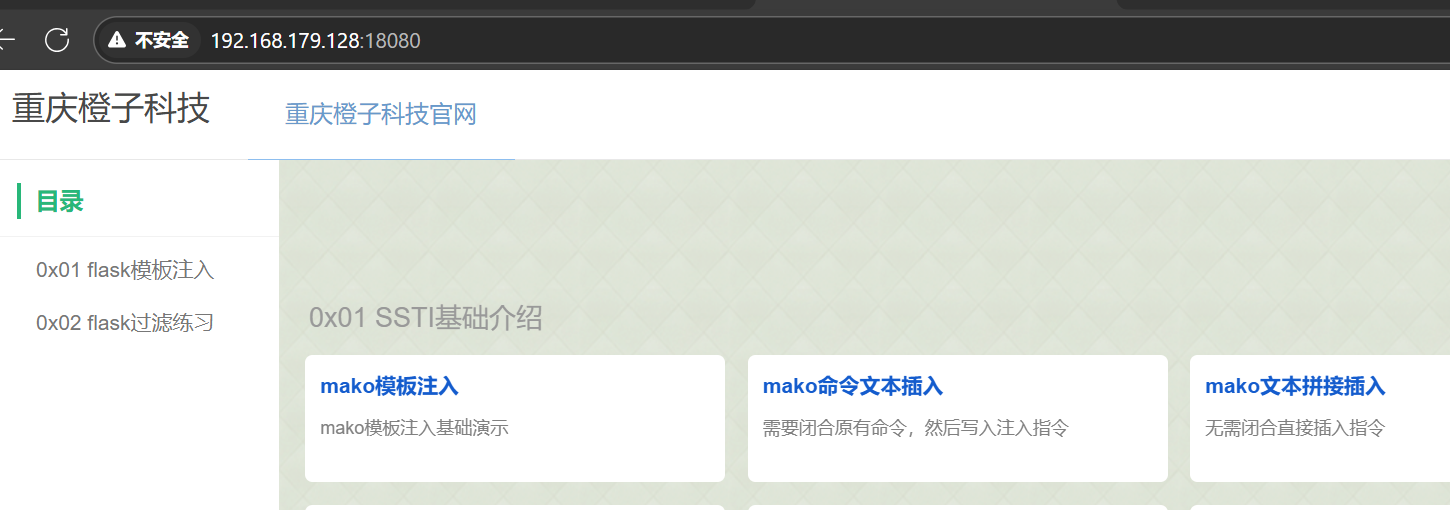 不安全 192.168.179.128:18080
重庆橙子科技
重庆橙子科技官网
目录
0x01 flask模板注入
0x02 flask过滤练习
0x01 SSTI基础介绍
mako模板注入
mako模板注入基础演示
mako命令文本插入
需要闭合原有命令，然后写入注入指令
mako文本拼接插入
无需闭合直接插入指令